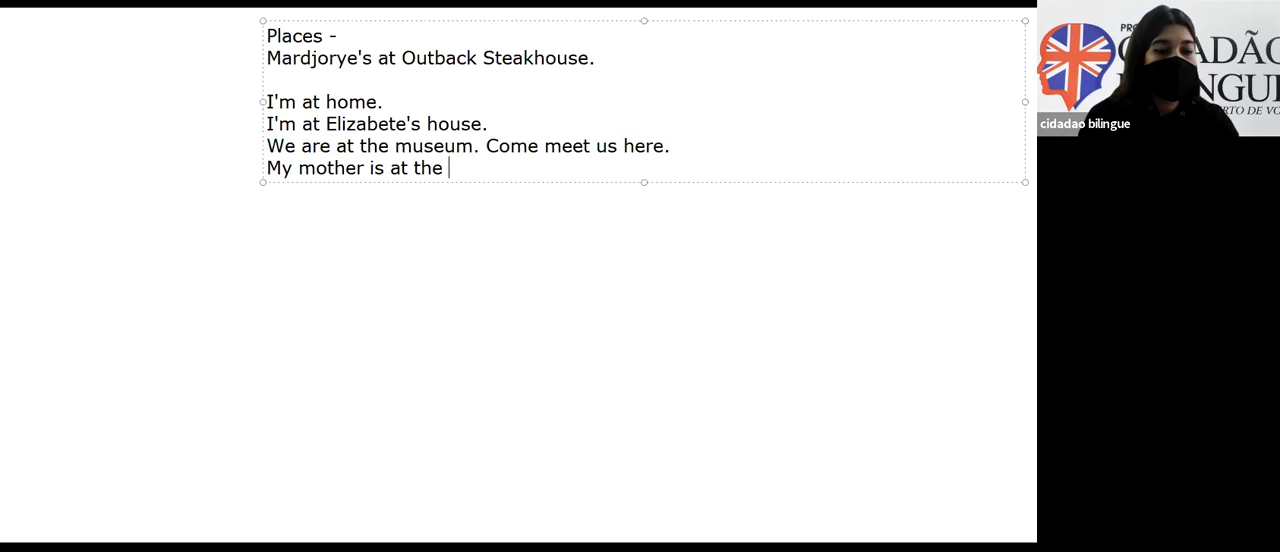 Places -
Mardjorye's at Outback Steakhouse.
I'm at home.
I'm at Elizabete's house.
We are at the museum. Come meet us here.
My mother is at the
cidadao bilingue